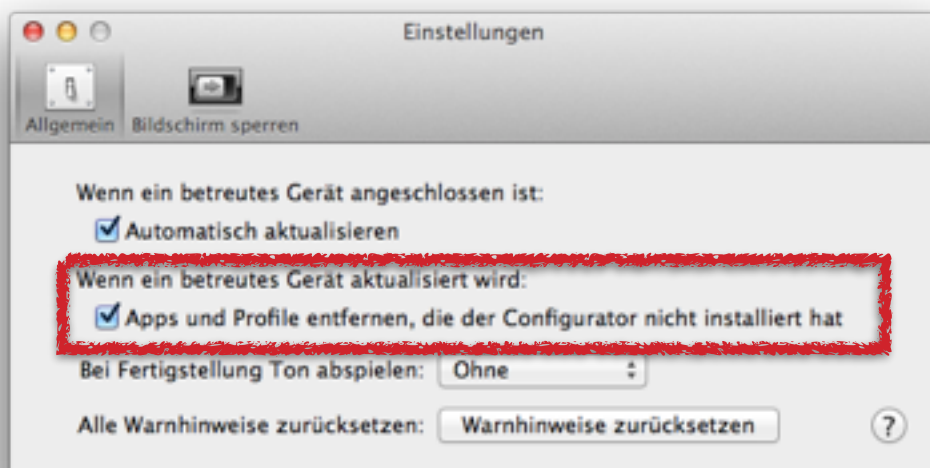 Einstellungen
Allgemein Bildschirm sperren
Wenn ein betreutes Gerät angeschlossen ist:
Automatisch aktualisieren
Wenn ein betreutes Gerät aktualisiert wird:
Apps und Profile entfernen, die der Configurator nicht installiert hat
Bei Fertigstellung Ton abspielen: Ohne
Alle Warnhinweise zurücksetzen: Warnhinweise zurücksetzen ?